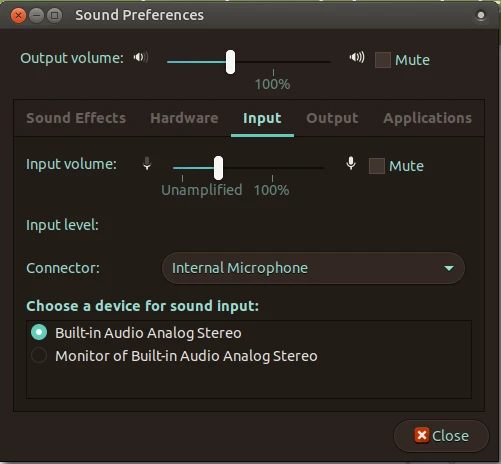 Sound Preferences
Output volume: Mute
100%
Sound Effects Hardware Input Output Applications
Input volume: Mute
Unamplified 100%
Input level:
Connector: Internal Microphone
Choose a device for sound input:
Built-in Audio Analog Stereo
Monitor of Built-in Audio Analog Stereo
Close